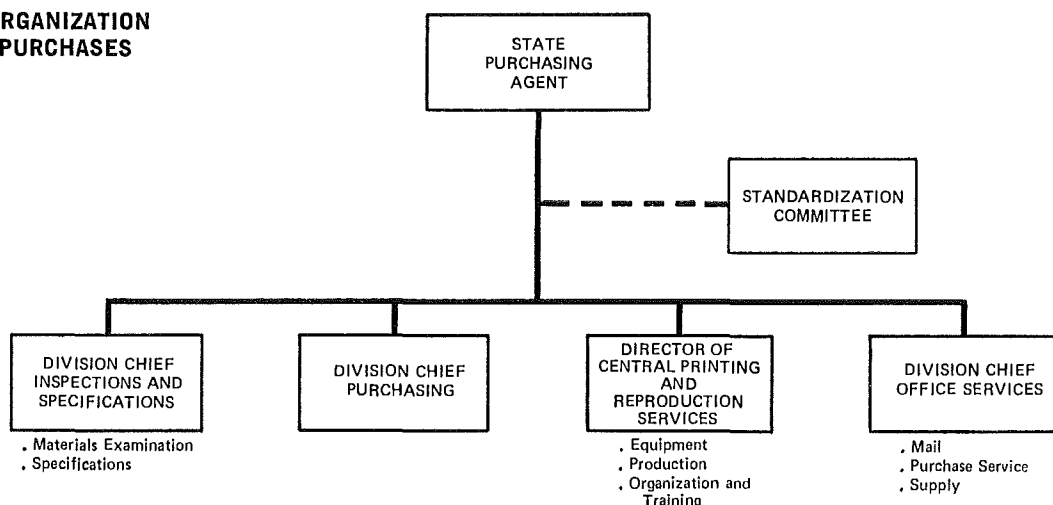 RGANIZATION
PURCHASES
STATE
PURCHASING
AGENT
STANDARDIZATION
COMMITTEE
DIVISION CHIEF
INSPECTIONS AND
SPECIFICATIONS
. Materials Examination
. Specifications
DIVISION CHIEF
PURCHASING
DIRECTOR OF
CENTRAL PRINTING
AND
REPRODUCTION
SERVICES
. Equipment
. Production
. Organization and
Training
DIVISION CHIEF
OFFICE SERVICES
. Mail
. Purchase Service
. Supply